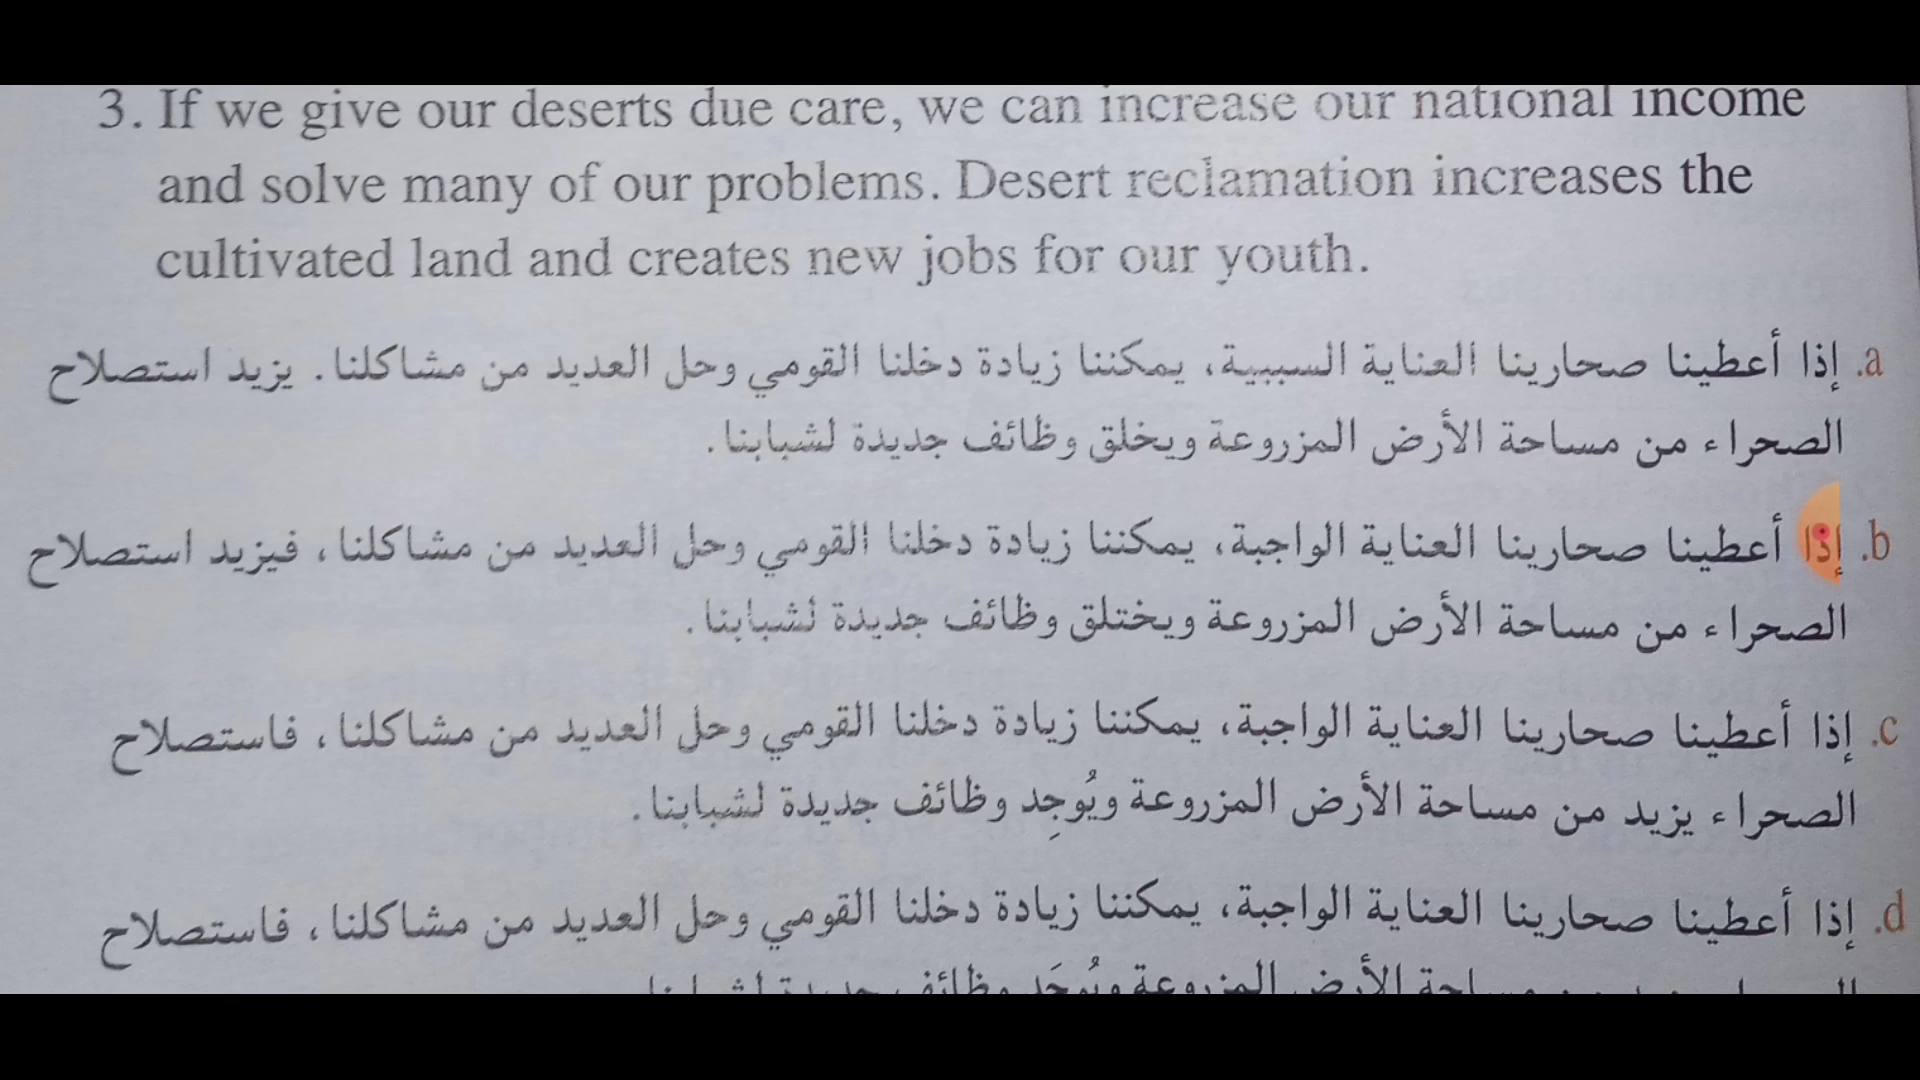 3. If we give our deserts due care, we can increase our national income
and solve many of our problems. Desert reclamation increases the
cultivated land and creates new jobs for our youth.
a. إذا أعطينا صحارينا العناية السببية، يمكننا زيادة دخلنا القومي وحل العديد من مشاكلنا. يزيد استصلاح
الصحراء من مساحة الأرض المزروعة ويخلق وظائف جديدة لشبابنا.
b. إذا أعطينا صحارينا العناية الواجبة، يمكننا زيادة دخلنا القومي وحل العديد من مشاكلنا، فيزيد استصلاح
الصحراء من مساحة الأرض المزروعة ويختلق وظائف جديدة لشبابنا.
c. إذا أعطينا صحارينا العناية الواجبة، يمكننا زيادة دخلنا القومي وحل العديد من مشاكلنا، فاستصلاح
الصحراء يزيد من مساحة الأرض المزروعة ويُوجِد وظائف جديدة لشبابنا.
d. إذا أعطينا صحارينا العناية الواجبة، يمكننا زيادة دخلنا القومي وحل العديد من مشاكلنا، فاستصلاح
الأرض المزروعة ويُوجَد وظائف